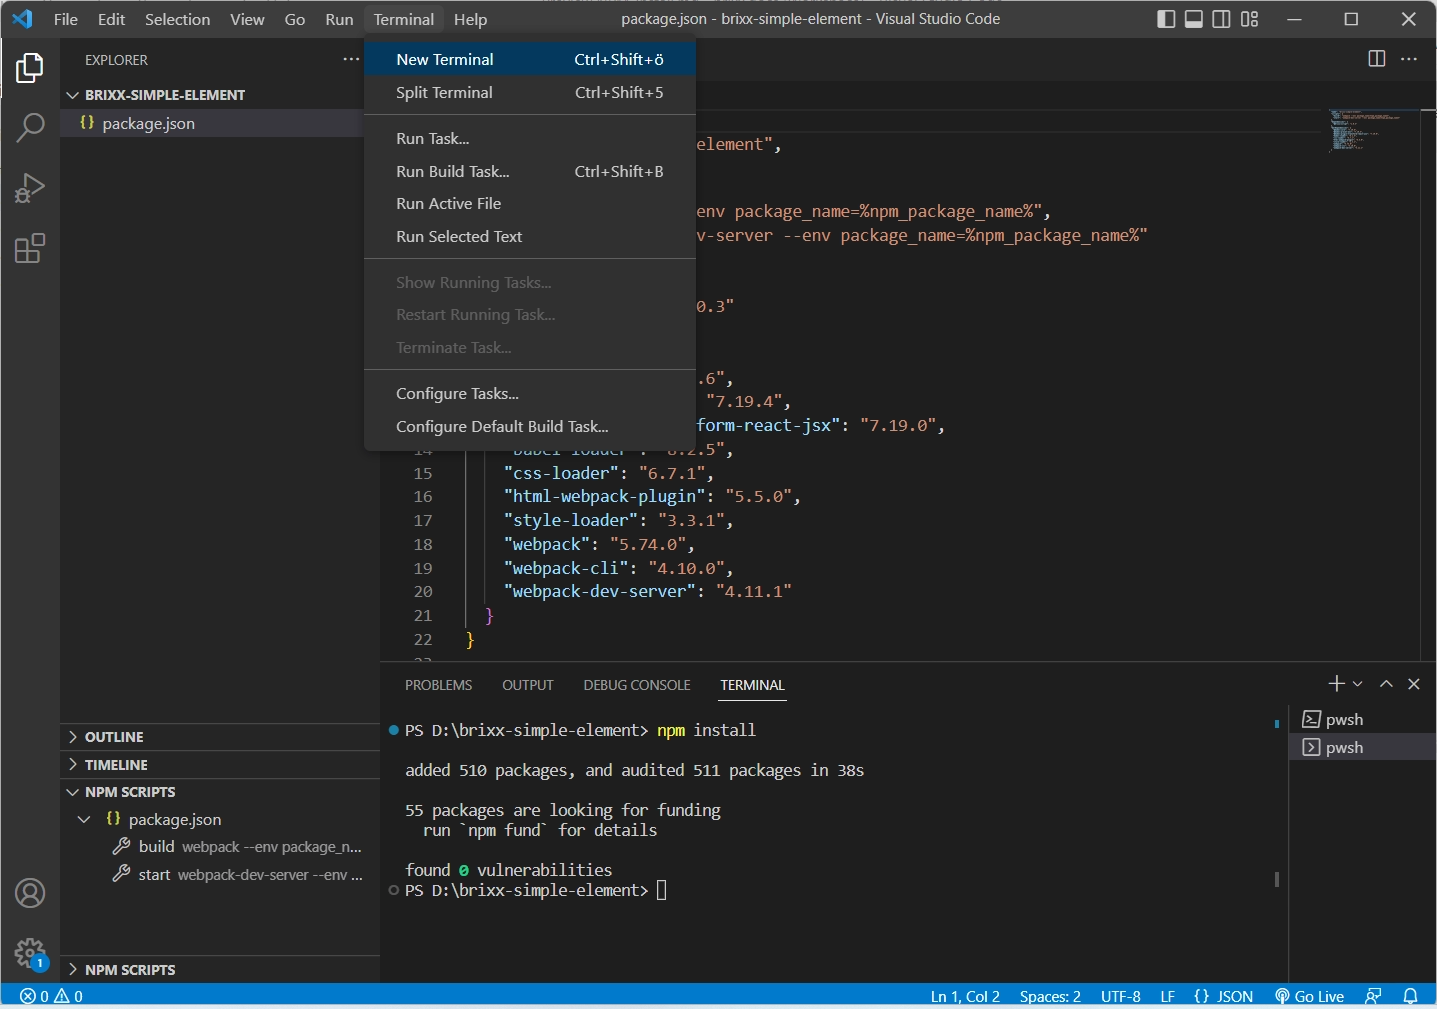 File Edit Selection View Go Run Terminal Help
package.json - brixx-simple-element - Visual Studio Code
EXPLORER
BRIXX-SIMPLE-ELEMENT
{} package.json
New Terminal Ctrl+Shift+ö
Split Terminal Ctrl+Shift+5
Run Task...
Run Build Task... Ctrl+Shift+B
Run Active File
Run Selected Text
Show Running Tasks...
Restart Running Task...
Terminate Task...
Configure Tasks...
Configure Default Build Task...
element",
env package_name=%npm_package_name%",
v-server --env package_name=%npm_package_name%"
0.3"
.6",
"7.19.4",
form-react-jsx": "7.19.0",
14 "babel-loader": "8.2.5",
15 "css-loader": "6.7.1",
16 "html-webpack-plugin": "5.5.0",
17 "style-loader": "3.3.1",
18 "webpack": "5.74.0",
19 "webpack-cli": "4.10.0",
20 "webpack-dev-server": "4.11.1"
21 }
22 }
23
OUTLINE
TIMELINE
NPM SCRIPTS
{} package.json
build webpack --env package_n...
start webpack-dev-server --env ...
NPM SCRIPTS
PROBLEMS OUTPUT DEBUG CONSOLE TERMINAL
PS D:\brixx-simple-element> npm install
added 510 packages, and audited 511 packages in 38s
55 packages are looking for funding
run `npm fund` for details
found 0 vulnerabilities
PS D:\brixx-simple-element>
pwsh
pwsh
1
0 0
Ln 1, Col 2 Spaces: 2 UTF-8 LF {} JSON Go Live